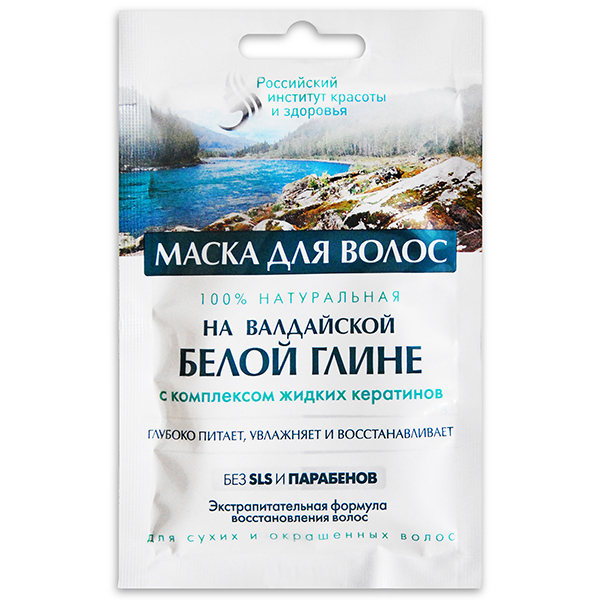 Российский
институт красоты
и здоровья
МАСКА ДЛЯ ВОЛОС
100% НАТУРАЛЬНАЯ
НА ВАЛДАЙСКОЙ
БЕЛОЙ ГЛИНЕ
с комплексом жидких кератинов
ГЛУБОКО ПИТАЕТ, УВЛАЖНЯЕТ И ВОССТАНАВЛИВАЕТ
БЕЗ SLS И ПАРАБЕНОВ
Экстрапитательная формула
восстановления волос
для сухих и окрашенных волос